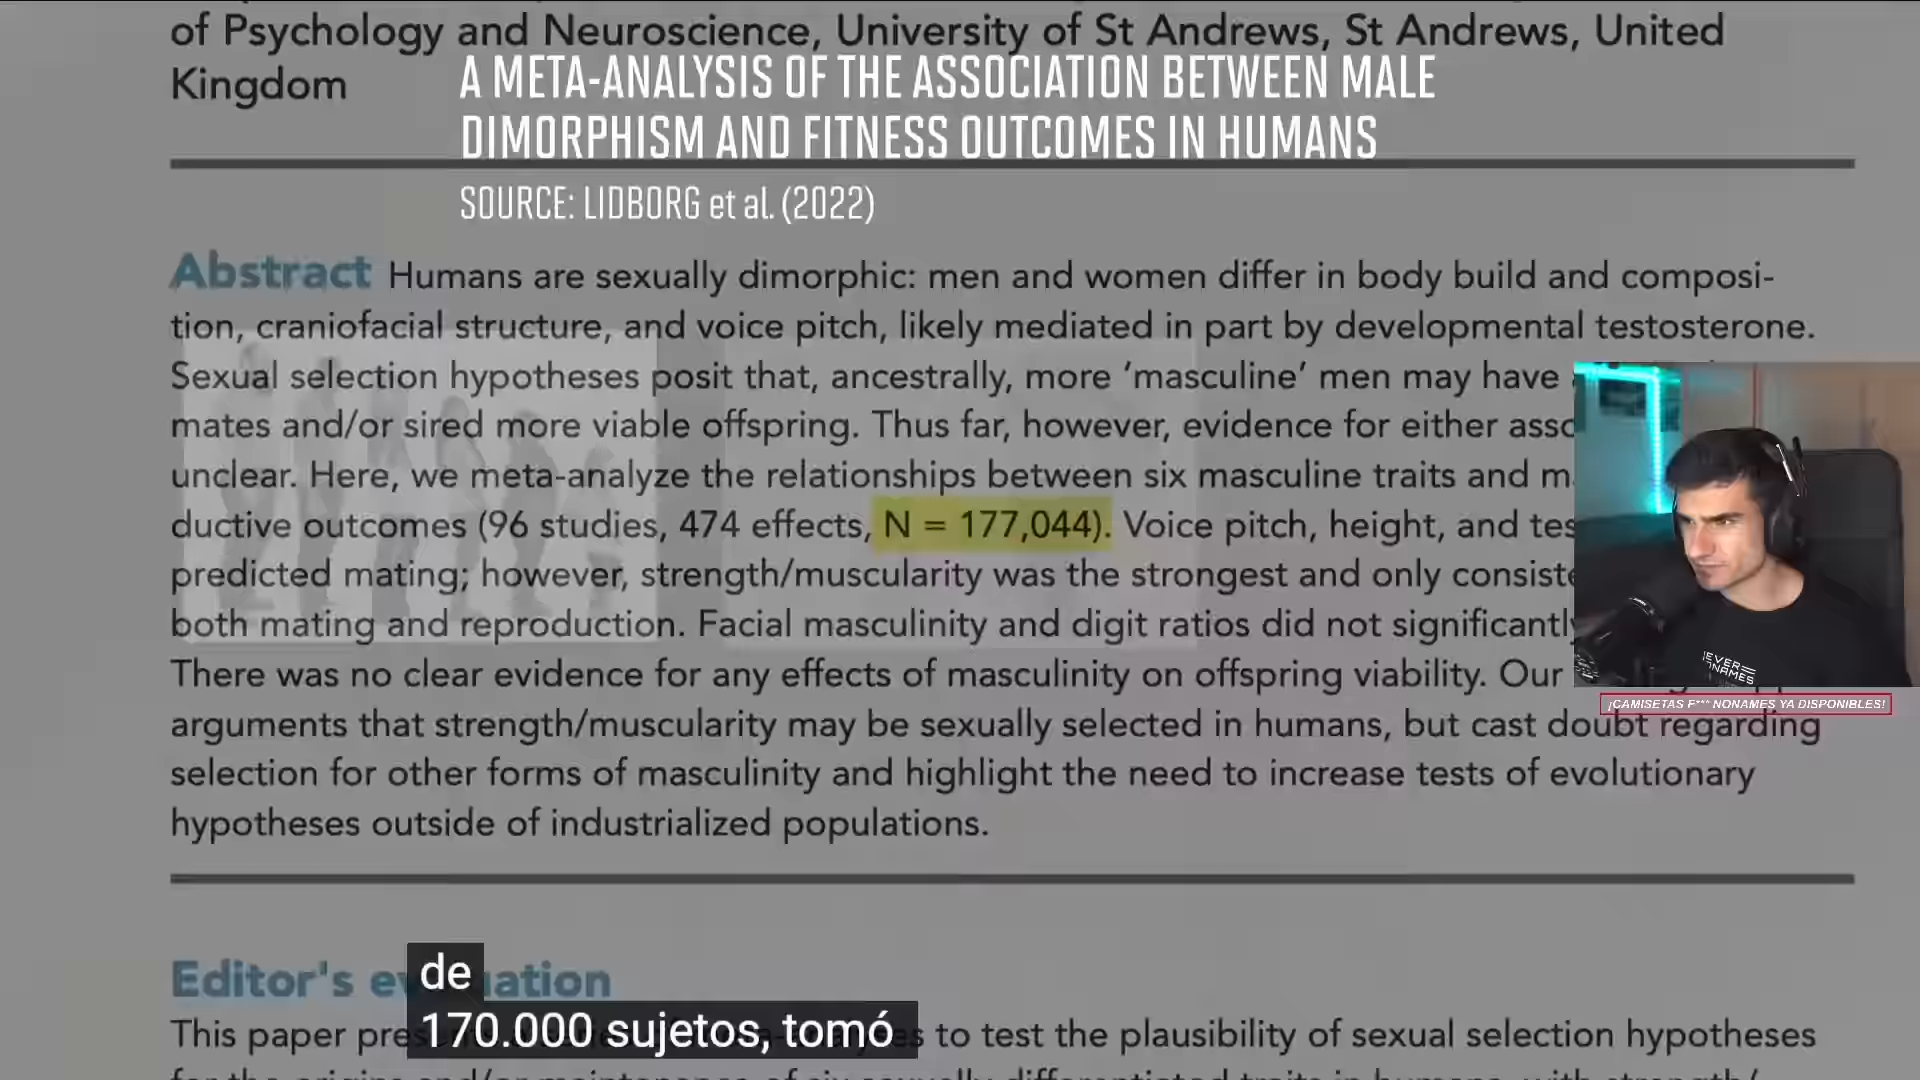 of Psychology and Neuroscience, University of St Andrews, St Andrews, United
Kingdom
A META-ANALYSIS OF THE ASSOCIATION BETWEEN MALE
DIMORPHISM AND FITNESS OUTCOMES IN HUMANS
SOURCE: LIDBORG et al. (2022)
Abstract Humans are sexually dimorphic: men and women differ in body build and composi-
tion, craniofacial structure, and voice pitch, likely mediated in part by developmental testosterone.
Sexual selection hypotheses posit that, ancestrally, more ‘masculine’ men may have
mates and/or sired more viable offspring. Thus far, however, evidence for either
unclear. Here, we meta-analyze the relationships between six masculine traits and
ductive outcomes (96 studies, 474 effects, N = 177,044). Voice pitch, height, and
predicted mating; however, strength/muscularity was the strongest and only
both mating and reproduction. Facial masculinity and digit ratios did not
There was no clear evidence for any effects of masculinity on offspring viability. Our
arguments that strength/muscularity may be sexually selected in humans, but cast doubt regarding
selection for other forms of masculinity and highlight the need to increase tests of evolutionary
hypotheses outside of industrialized populations.
¡CAMISETAS F*** NONAMES YA DISPONIBLES!
Editor's
This paper
to test the plausibility of sexual selection hypotheses
de
170.000 sujetos, tomó